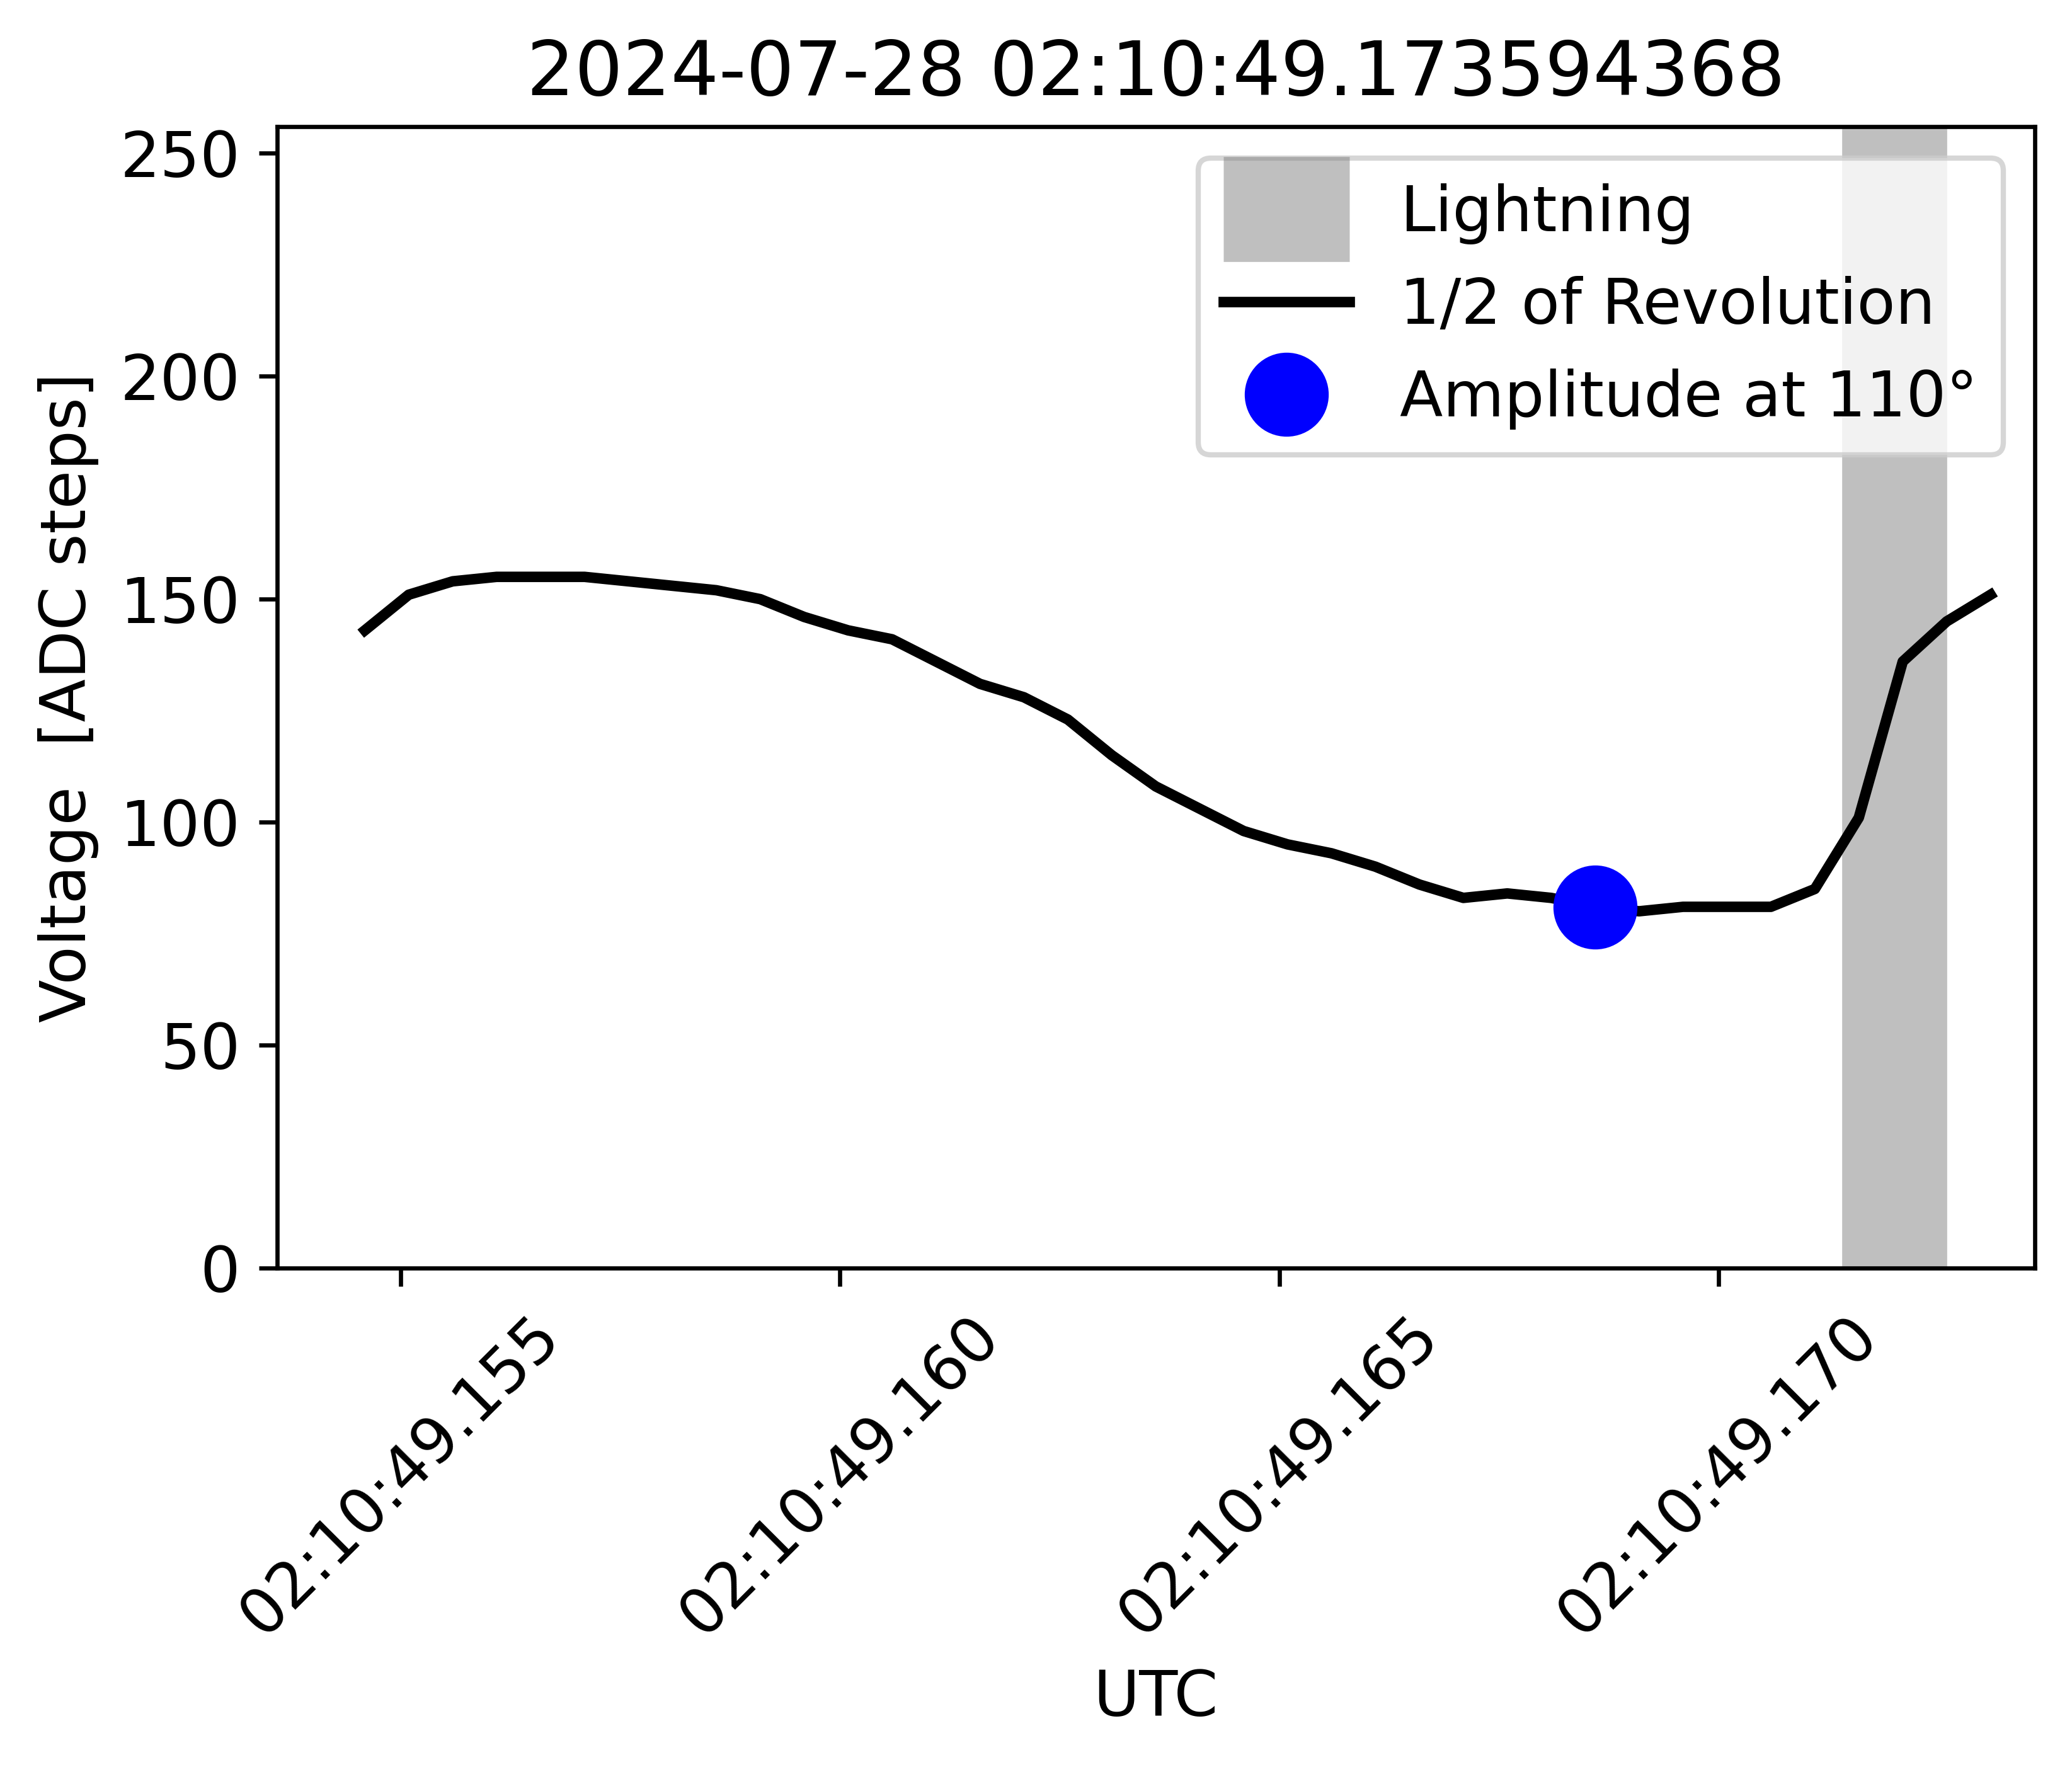 2024-07-28 02:10:49.173594368
Lightning
1/2 of Revolution
Amplitude at 110°
Voltage [ADC steps]
250
200
150
100
50
0
02:10:49.155
02:10:49.160
02:10:49.165
02:10:49.170
UTC